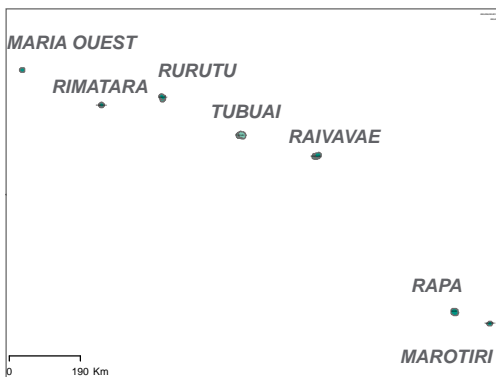 MARIA OUEST
RURUTU
RIMATARA
TUBUAI
RAIVAVAE
RAPA
MAROTIRI
0 190 Km